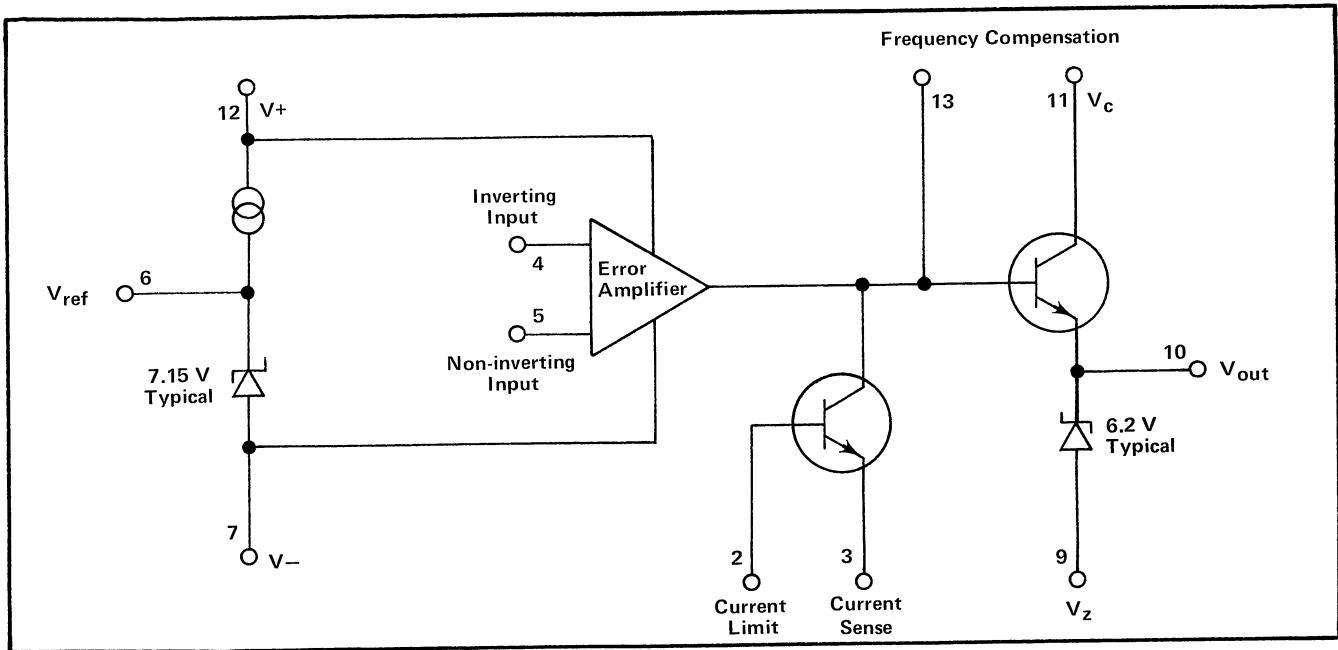 Frequency Compensation
12 V+
13
11 Vc
Inverting
Input
4
Error
Amplifier
Vref 6
5
Non-inverting
Input
7.15 V
Typical
10 Vout
6.2 V
Typical
7
V−
2
3
9
Current
Limit
Current
Sense
Vz